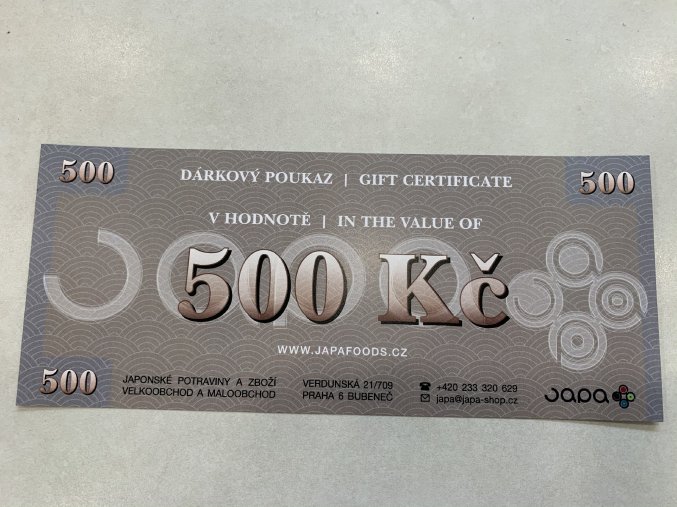 500
DÁRKOVÝ POUKAZ | GIFT CERTIFICATE
500
V HODNOTĚ | IN THE VALUE OF
Japa
500 Kč
WWW.JAPAFOODS.CZ
500
JAPONSKÉ POTRAVINY A ZBOŽÍ
VELKOOBCHOD A MALOOBCHOD
VERDUNSKÁ 21/709
PRAHA 6 BUBENEČ
+420 233 320 629
japa@japa-shop.cz
Japa